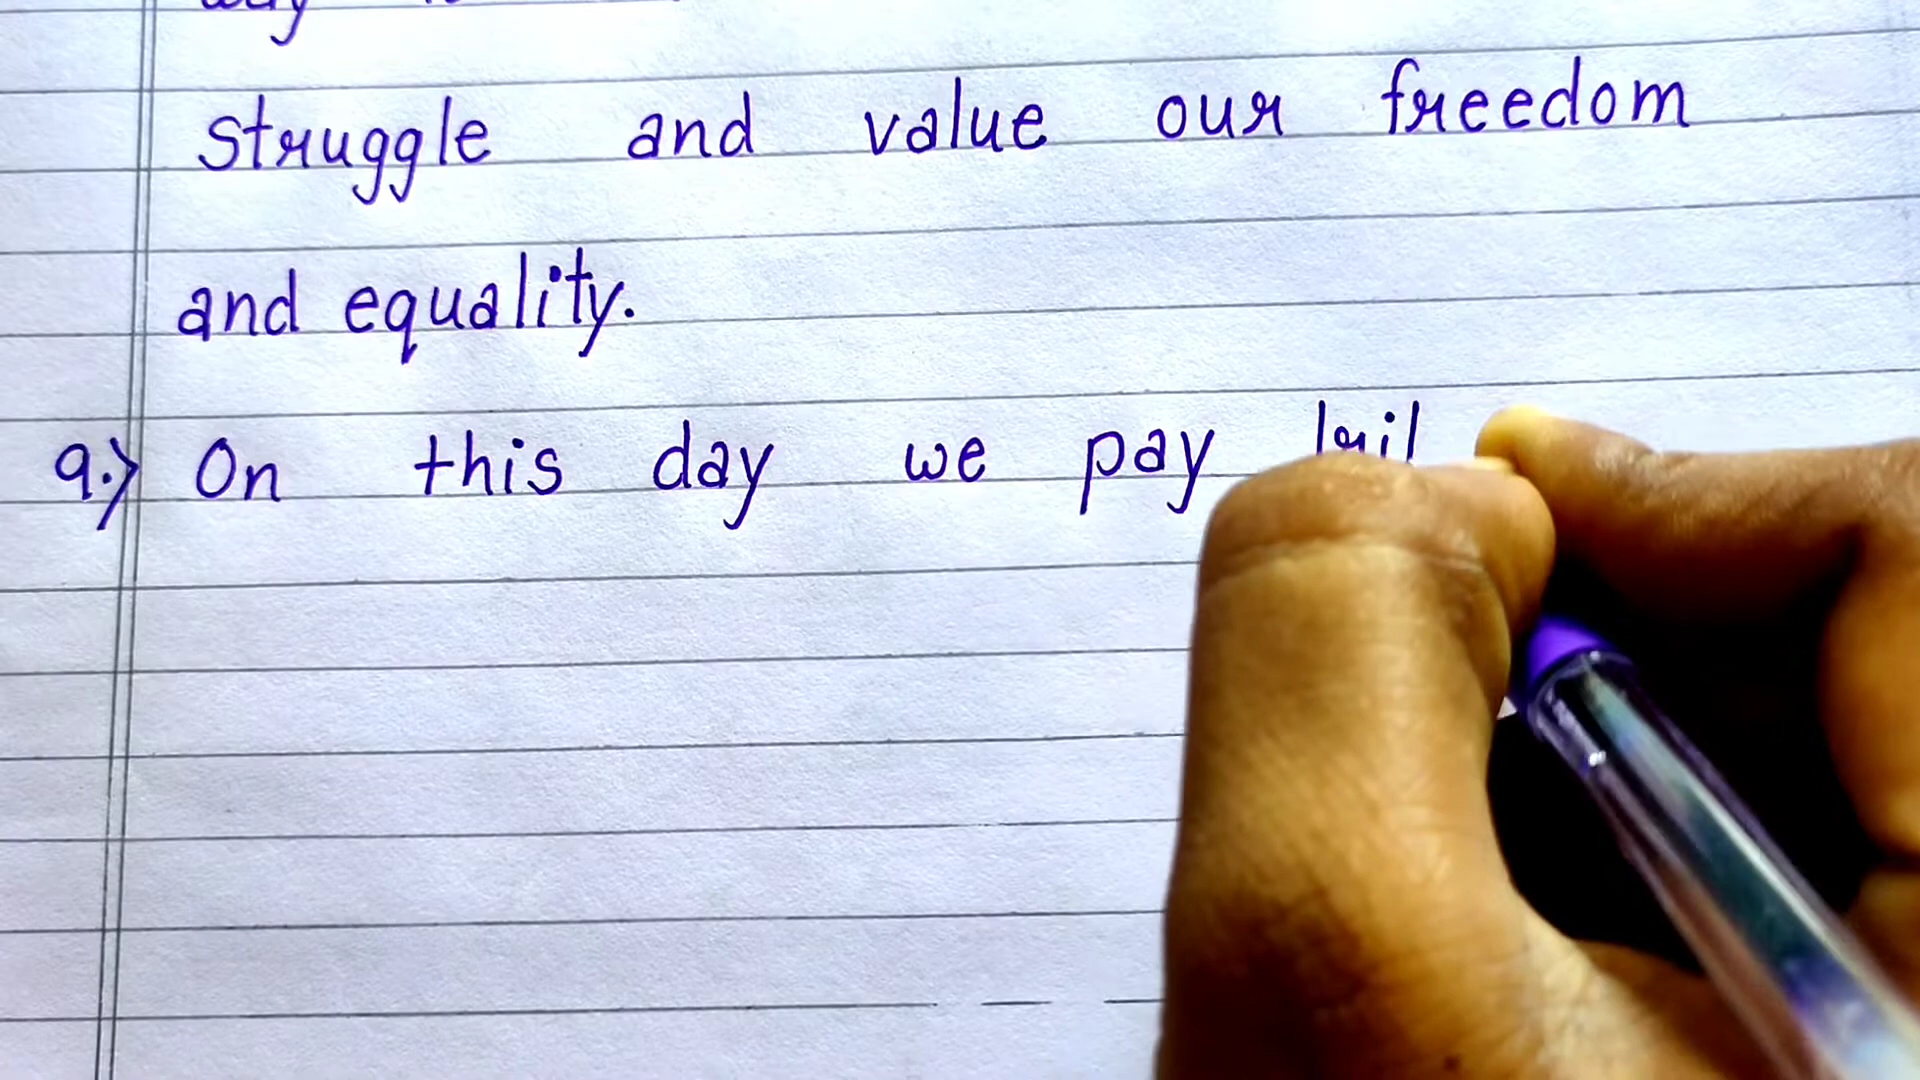 struggle and value our freedom
and equality.
9.) On this day we pay